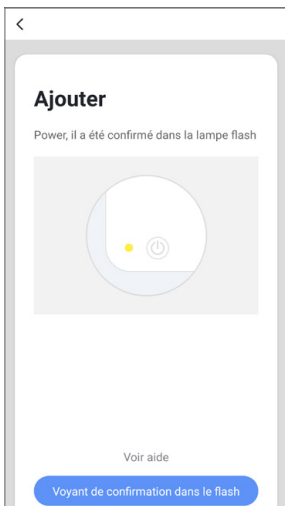 Ajouter
Power, il a été confirmé dans la lampe flash
Voir aide
Voyant de confirmation dans le flash